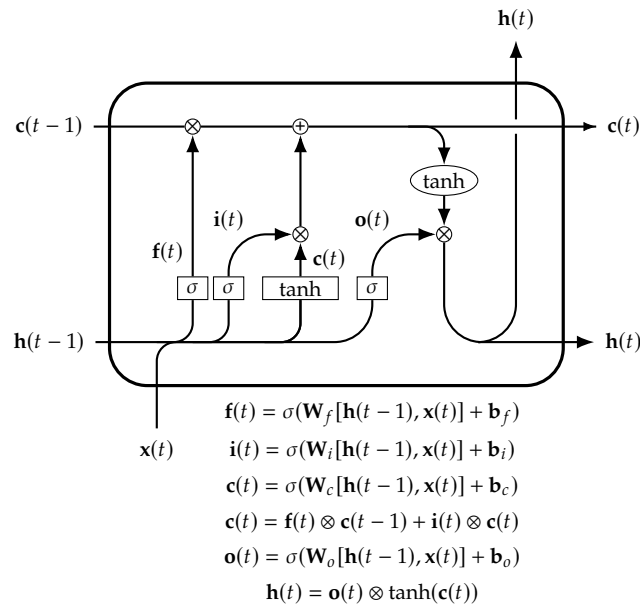 h(t)
c(t − 1)
⊗
+
c(t)
tanh
i(t)
o(t)
f(t)
⊗
c(t)
⊗
σ
σ
tanh
σ
h(t − 1)
h(t)
x(t)
f(t) = σ(W_f[h(t − 1), x(t)] + b_f)
i(t) = σ(W_i[h(t − 1), x(t)] + b_i)
c(t) = σ(W_c[h(t − 1), x(t)] + b_c)
c(t) = f(t) ⊗ c(t − 1) + i(t) ⊗ c(t)
o(t) = σ(W_o[h(t − 1), x(t)] + b_o)
h(t) = o(t) ⊗ tanh(c(t))